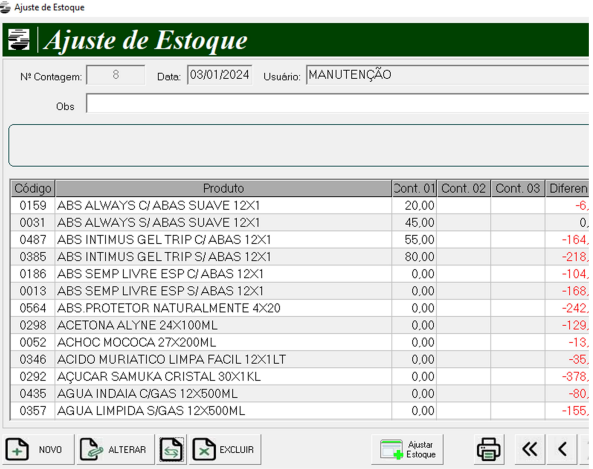 Ajuste de Estoque
Ajuste de Estoque
Nº Contagem: 8 Data: 03/01/2024 Usuário: MANUTENÇÃO
Obs
Código Produto Cont. 01 Cont. 02 Cont. 03 Diferen
0159 ABS ALWAYS C/ ABAS SUAVE 12X1 20,00 -6,
0031 ABS ALWAYS S/ ABAS SUAVE 12X1 45,00 0,
0487 ABS INTIMUS GEL TRIP C/ ABAS 12X1 55,00 -164,
0385 ABS INTIMUS GEL TRIP S/ ABAS 12X1 80,00 -218,
0186 ABS SEMP LIVRE ESP C/ ABAS 12X1 0,00 -104,
0013 ABS SEMP LIVRE ESP S/ ABAS 12X1 0,00 -168,
0564 ABS.PROTETOR NATURALMENTE 4X20 0,00 -242,
0298 ACETONA ALYNE 24X100ML 0,00 -129,
0052 ACHOC MOCOCA 27X200ML 0,00 -13,
0346 ACIDO MURIATICO LIMPA FACIL 12X1LT 0,00 -35,
0292 AÇUCAR SAMUKA CRISTAL 30X1KL 0,00 -378,
0435 AGUA INDAIA C/GAS 12X500ML 0,00 -80,
0357 AGUA LIMPIDA S/GAS 12X500ML 0,00 -155,
NOVO ALTERAR EXCLUIR Ajustar
Estoque